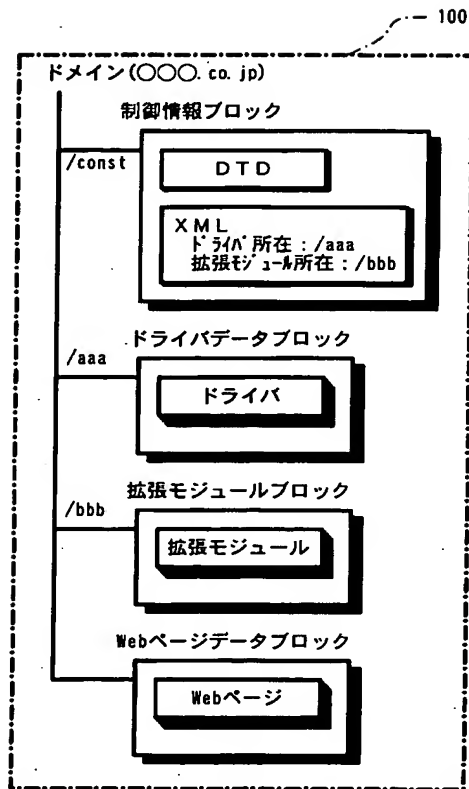 100
ドメイン(○○○.co.jp)
制御情報ブロック
/const
DTD
XML
ドライバ所在:/aaa
拡張モジュール所在:/bbb
ドライバデータブロック
/aaa
ドライバ
拡張モジュールブロック
/bbb
拡張モジュール
Webページデータブロック
Webページ